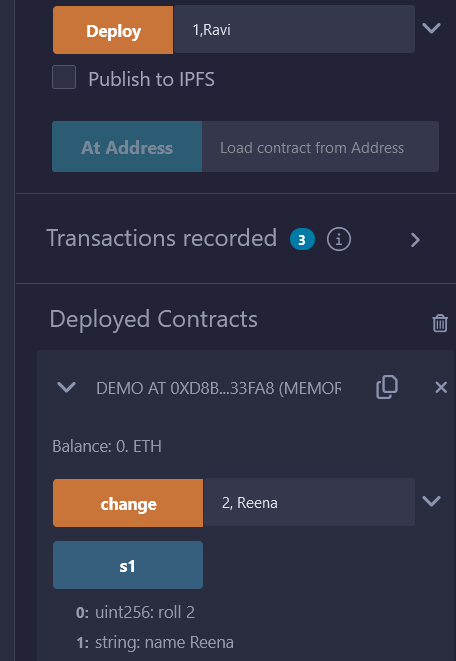 Deploy 1,Ravi
Publish to IPFS
At Address Load contract from Address
Transactions recorded 3 i
Deployed Contracts
DEMO AT 0XD8B...33FA8 (MEMOR
Balance: 0. ETH
change 2, Reena
s1
0: uint256: roll 2
1: string: name Reena